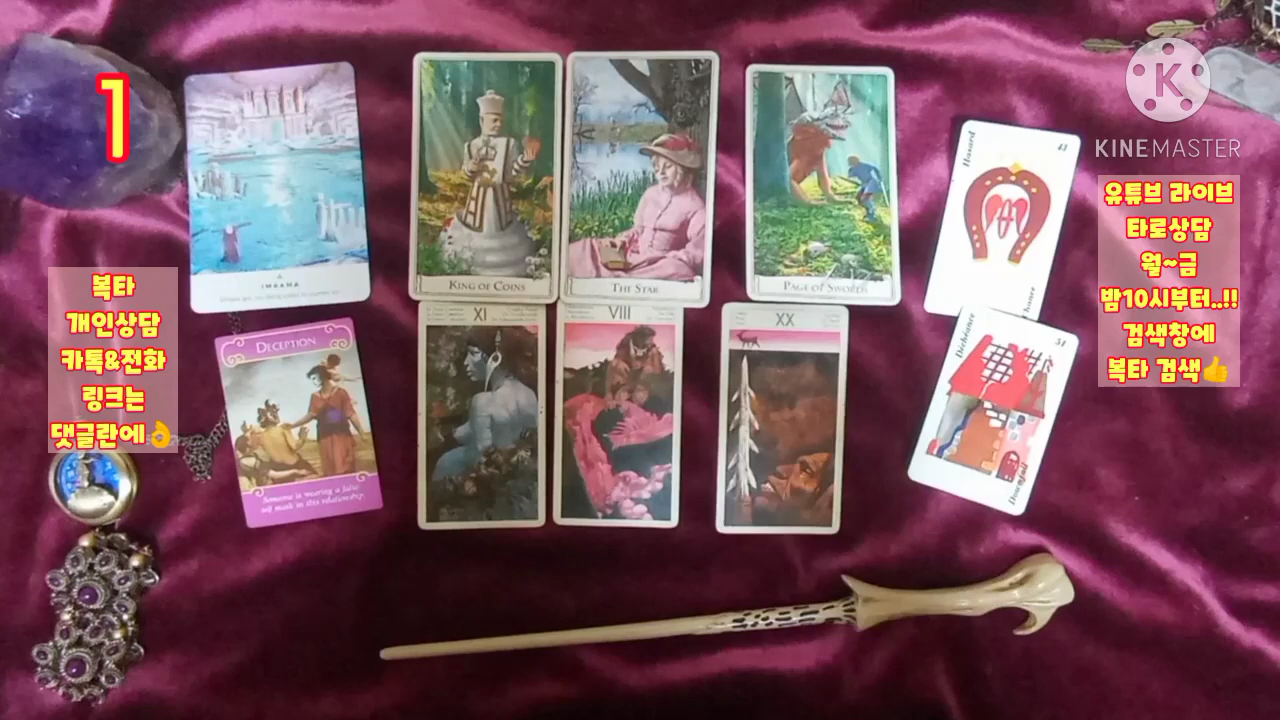 1
KINEMASTER
유튜브 라이브
타로상담
월~금
밤10시부터..!!
검색창에
복타 검색👍
복타
개인상담
카톡&전화
링크는
댓글란에👌
IMRAMA
KING OF COINS
THE STAR
PAGE OF SWORDS
Hasard
43
Chance
DECEPTION
Someone is wearing a false
self mask in this relationship.
XI
VIII
XX
Déchéance
51
Downfall